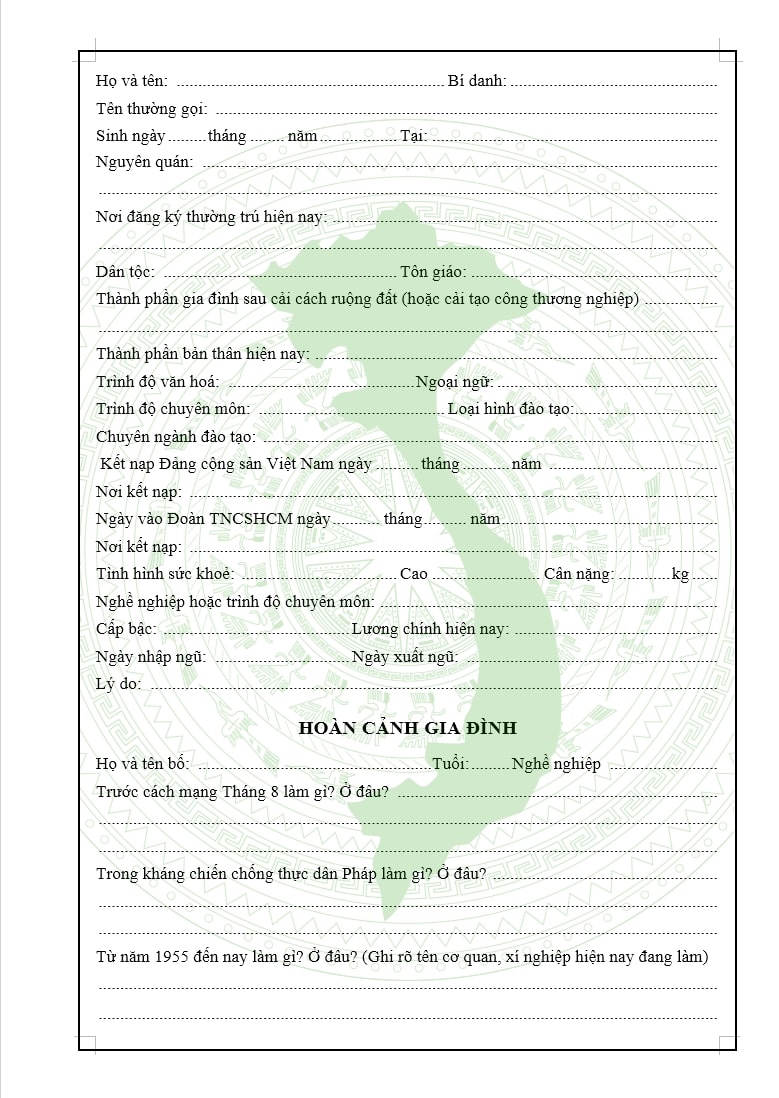 Họ và tên: ........................ Bí danh: ........................
Tên thường gọi: ........................
Sinh ngày ......... tháng ........ năm .................. Tại: ........................
Nguyên quán: ........................
........................
Nơi đăng ký thường trú hiện nay: ........................
........................
Dân tộc: ........................ Tôn giáo: ........................
Thành phần gia đình sau cải cách ruộng đất (hoặc cải tạo công thương nghiệp) ..................
........................
Thành phần bản thân hiện nay: ........................
Trình độ văn hoá: ........................ Ngoại ngữ: ........................
Trình độ chuyên môn: ........................ Loại hình đào tạo: ........................
Chuyên ngành đào tạo: ........................
Kết nạp Đảng cộng sản Việt Nam ngày .......... tháng ........... năm ........................
Nơi kết nạp: ........................
Ngày vào Đoàn TNCSHCM ngày ........... tháng .......... năm ........................
Nơi kết nạp: ........................
Tình hình sức khoẻ: ........................ Cao ........................ Cân nặng: ............ kg ......
Nghề nghiệp hoặc trình độ chuyên môn: ........................
Cấp bậc: ........................ Lương chính hiện nay: ........................
Ngày nhập ngũ: ........................ Ngày xuất ngũ: ........................
Lý do: ........................
HOÀN CẢNH GIA ĐÌNH
Họ và tên bố: ........................ Tuổi: ......... Nghề nghiệp ........................
Trước cách mạng Tháng 8 làm gì? Ở đâu? ........................
........................
........................
Trong kháng chiến chống thực dân Pháp làm gì? Ở đâu? ........................
........................
........................
Từ năm 1955 đến nay làm gì? Ở đâu? (Ghi rõ tên cơ quan, xí nghiệp hiện nay đang làm)
........................
........................